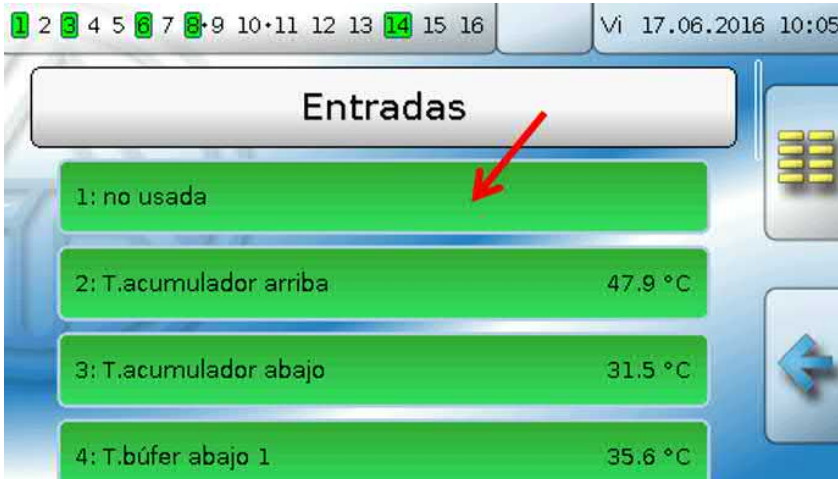 1 2 3 4 5 6 7 8•9 10•11 12 13 14 15 16 Vi 17.06.2016 10:05
Entradas
1: no usada
2: T.acumulador arriba 47.9 °C
3: T.acumulador abajo 31.5 °C
4: T.búfer abajo 1 35.6 °C